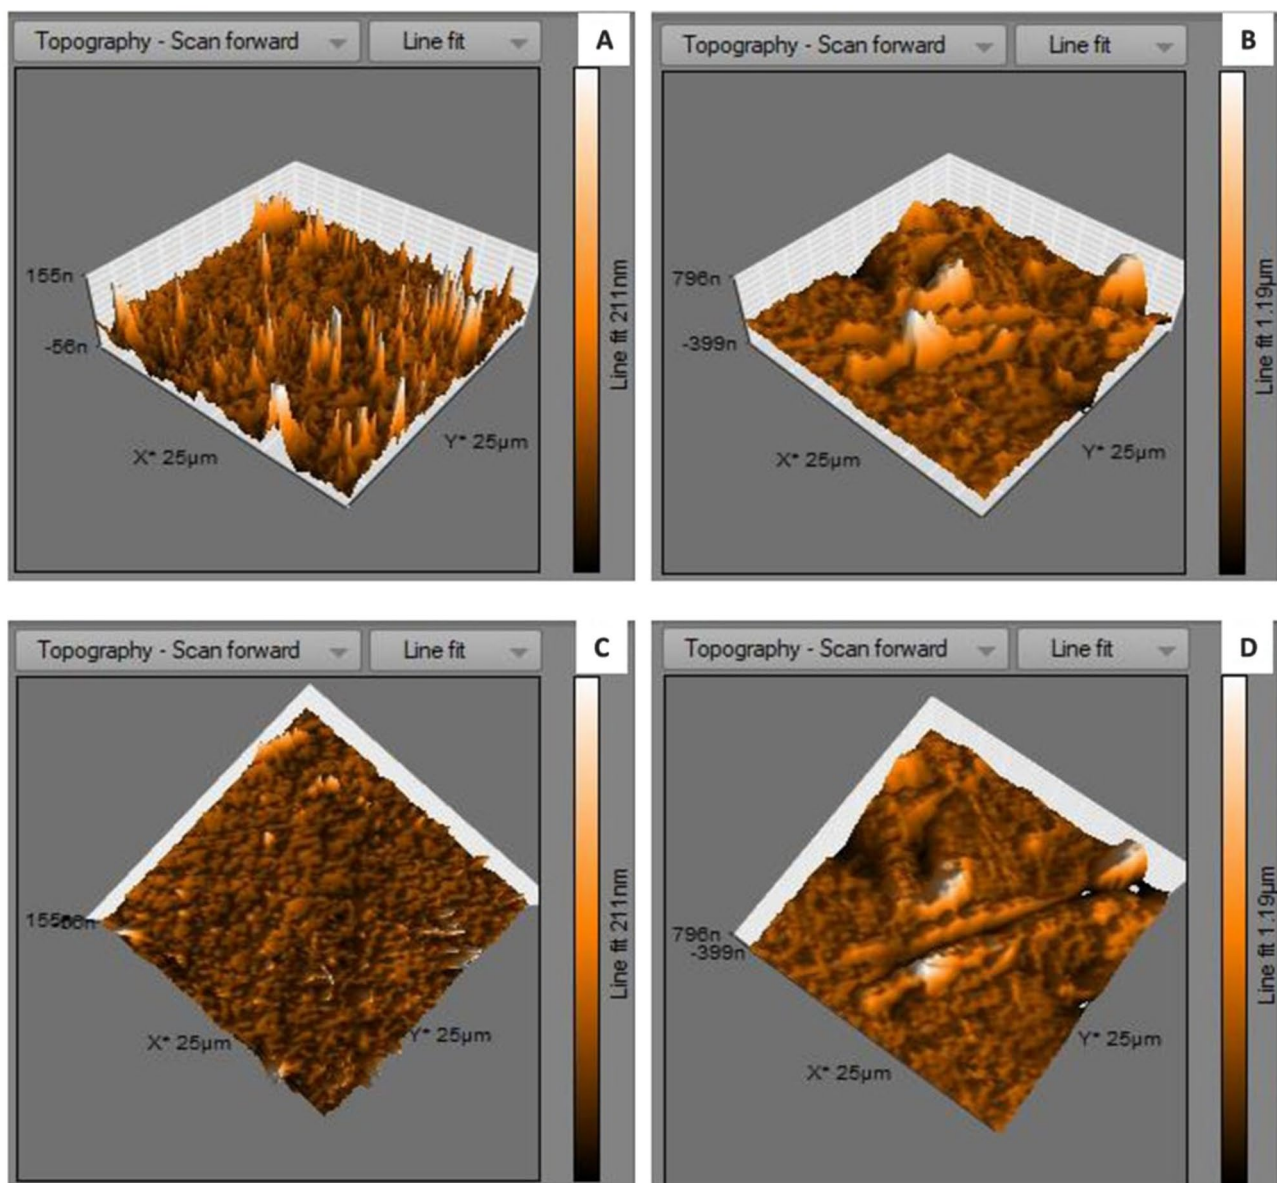 Topography - Scan forward Line fit A
155n
-56n
X* 25µm
Y* 25µm
Line fit 211nm
Topography - Scan forward Line fit B
796n
-399n
X* 25µm
Y* 25µm
Line fit 1.19µm
Topography - Scan forward Line fit C
X* 25µm
Y* 25µm
Line fit 211nm
Topography - Scan forward Line fit D
796n
-399n
X* 25µm
Y* 25µm
Line fit 1.19µm